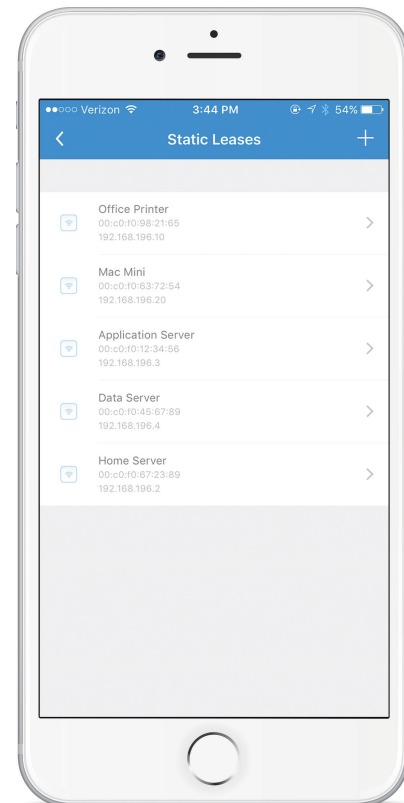 Verizon 3:44 PM 54%
Static Leases
Office Printer
00:c0:f0:98:21:65
192.168.196.10
Mac Mini
00:c0:f0:63:72:54
192.168.196.20
Application Server
00:c0:f0:12:34:56
192.168.196.3
Data Server
00:c0:f0:45:67:89
192.168.196.4
Home Server
00:c0:f0:67:23:89
192.168.196.2